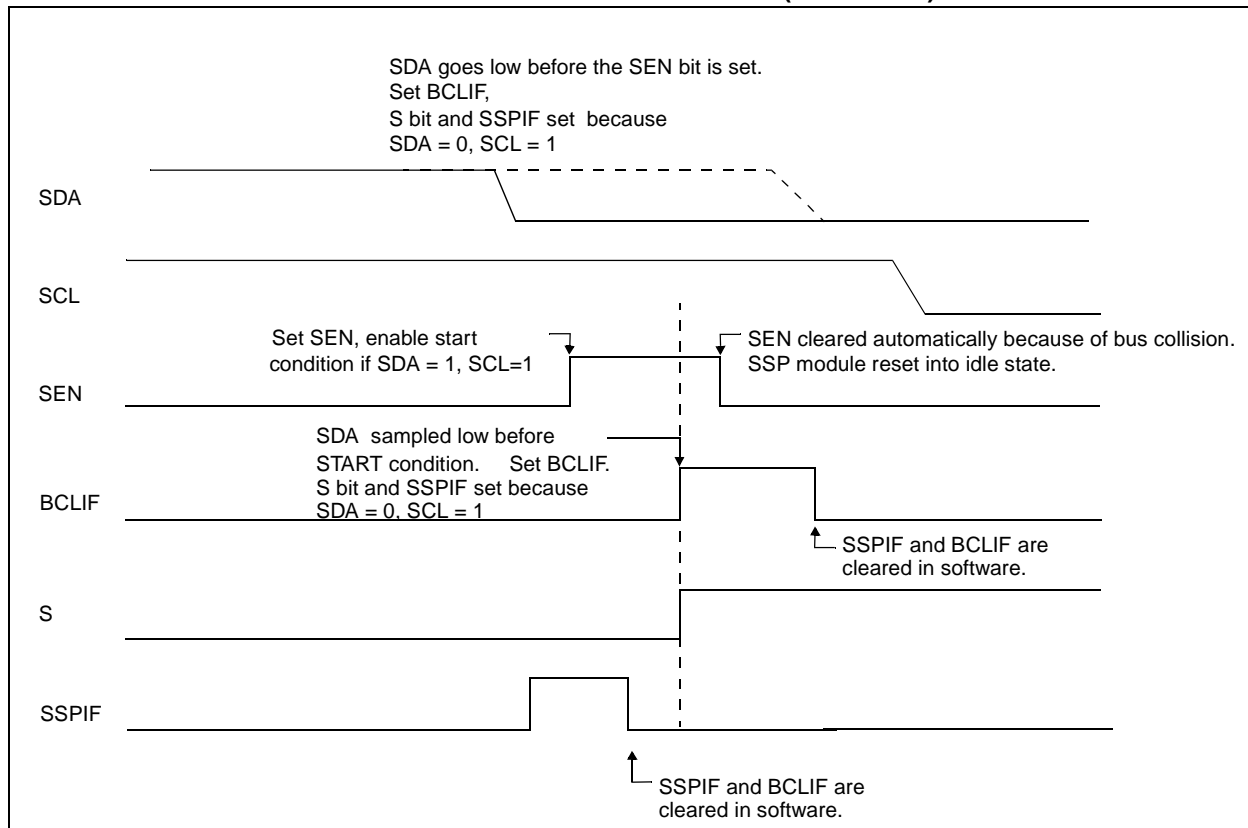 SDA goes low before the SEN bit is set.
Set BCLIF,
S bit and SSPIF set because
SDA = 0, SCL = 1
SDA
SCL
Set SEN, enable start
condition if SDA = 1, SCL=1
SEN cleared automatically because of bus collision.
SSP module reset into idle state.
SEN
SDA sampled low before
START condition. Set BCLIF.
S bit and SSPIF set because
SDA = 0, SCL = 1
BCLIF
SSPIF and BCLIF are
cleared in software.
S
SSPIF
SSPIF and BCLIF are
cleared in software.